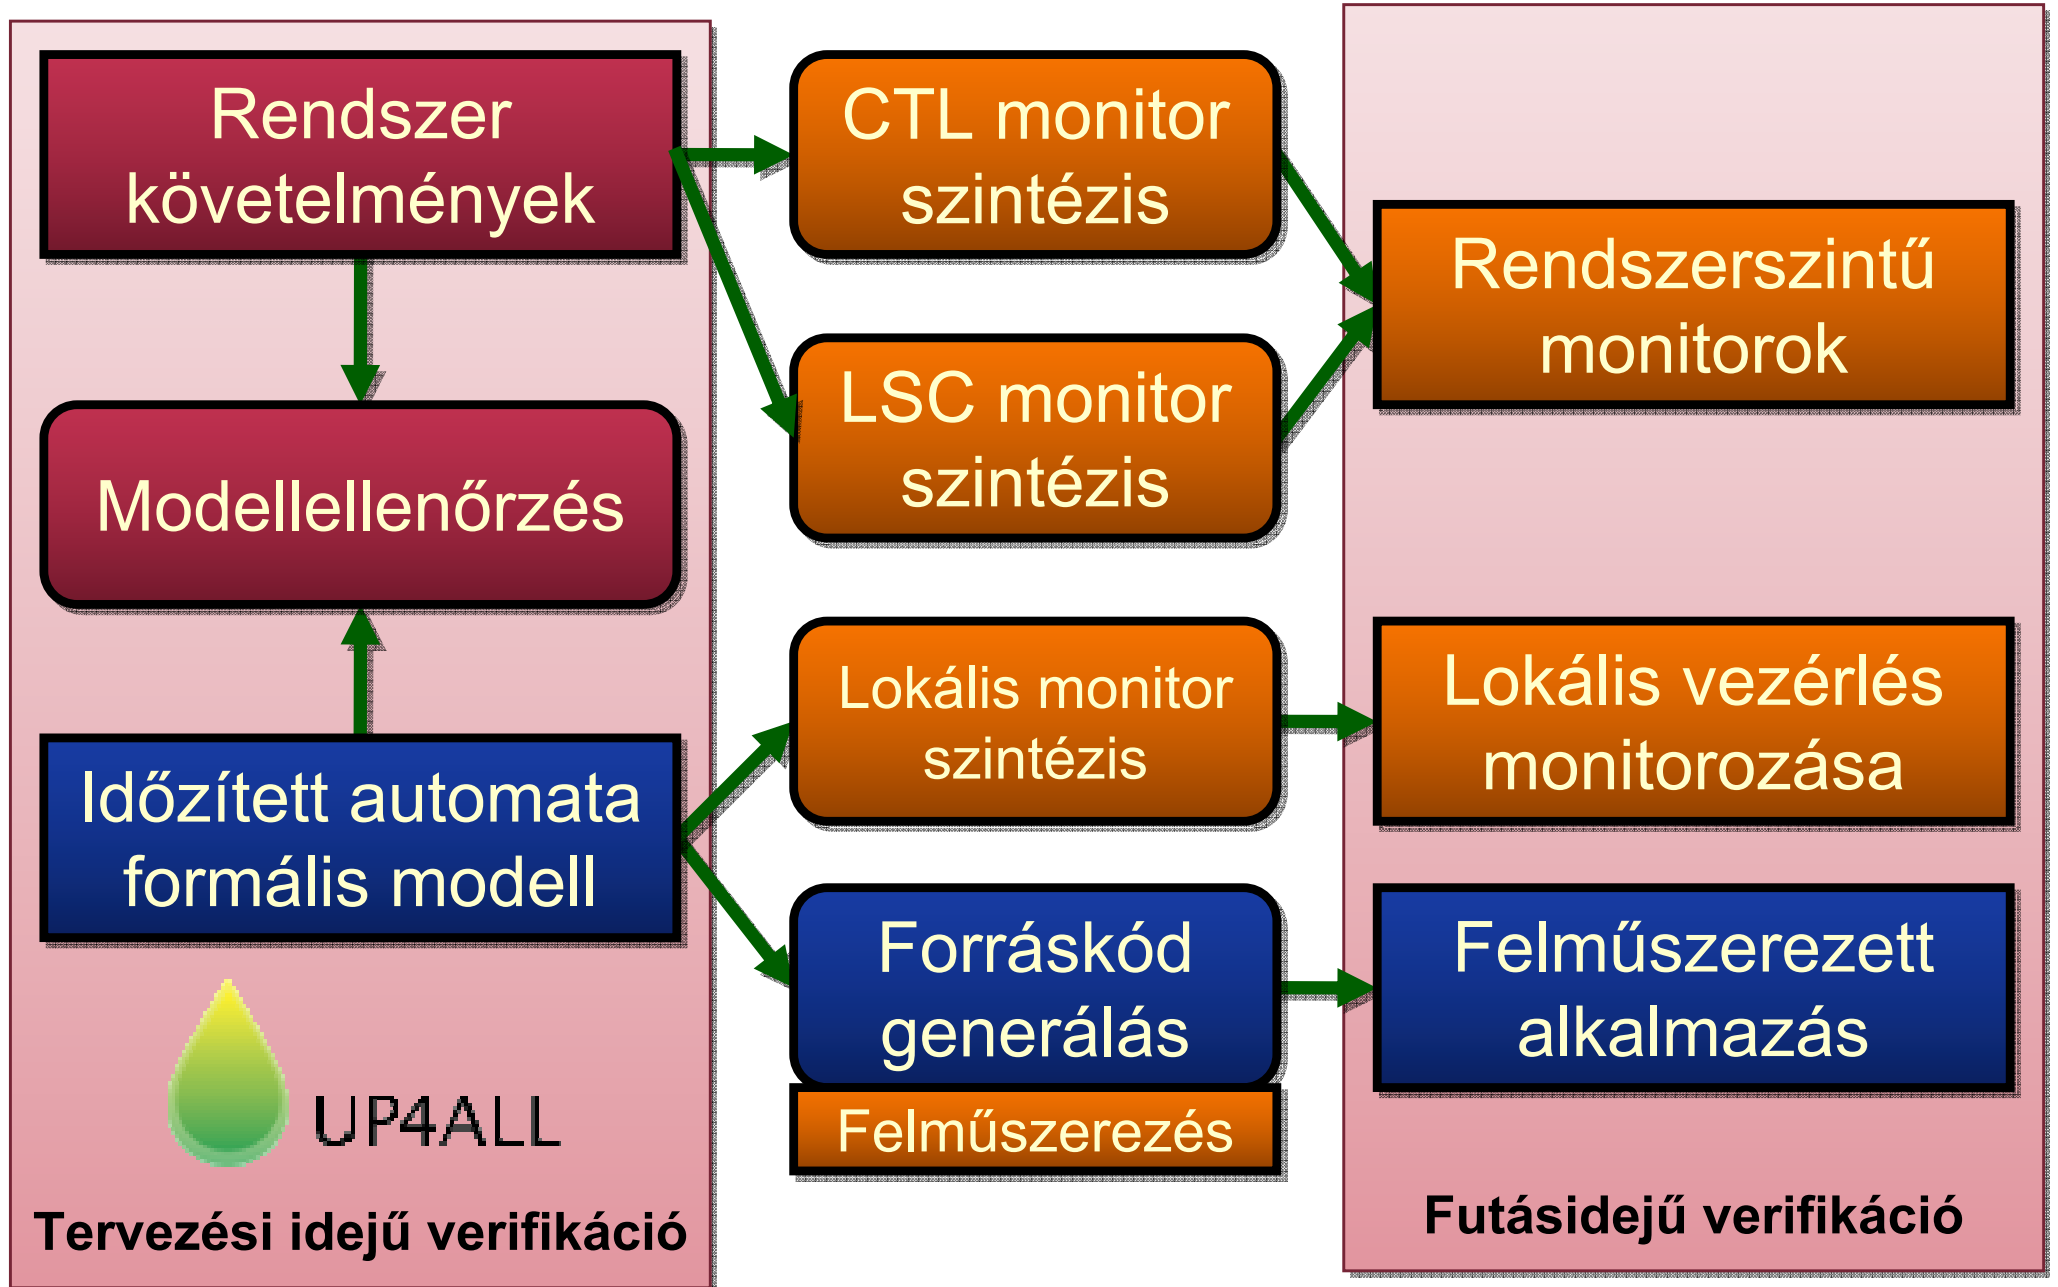 Rendszer
követelmények
Modellellenőrzés
Időzített automata
formális modell
UP4ALL
Tervezési idejű verifikáció
CTL monitor
szintézis
LSC monitor
szintézis
Lokális monitor
szintézis
Forráskód
generálás
Felműszerezés
Rendszerszintű
monitorok
Lokális vezérlés
monitorozása
Felműszerezett
alkalmazás
Futásidejű verifikáció